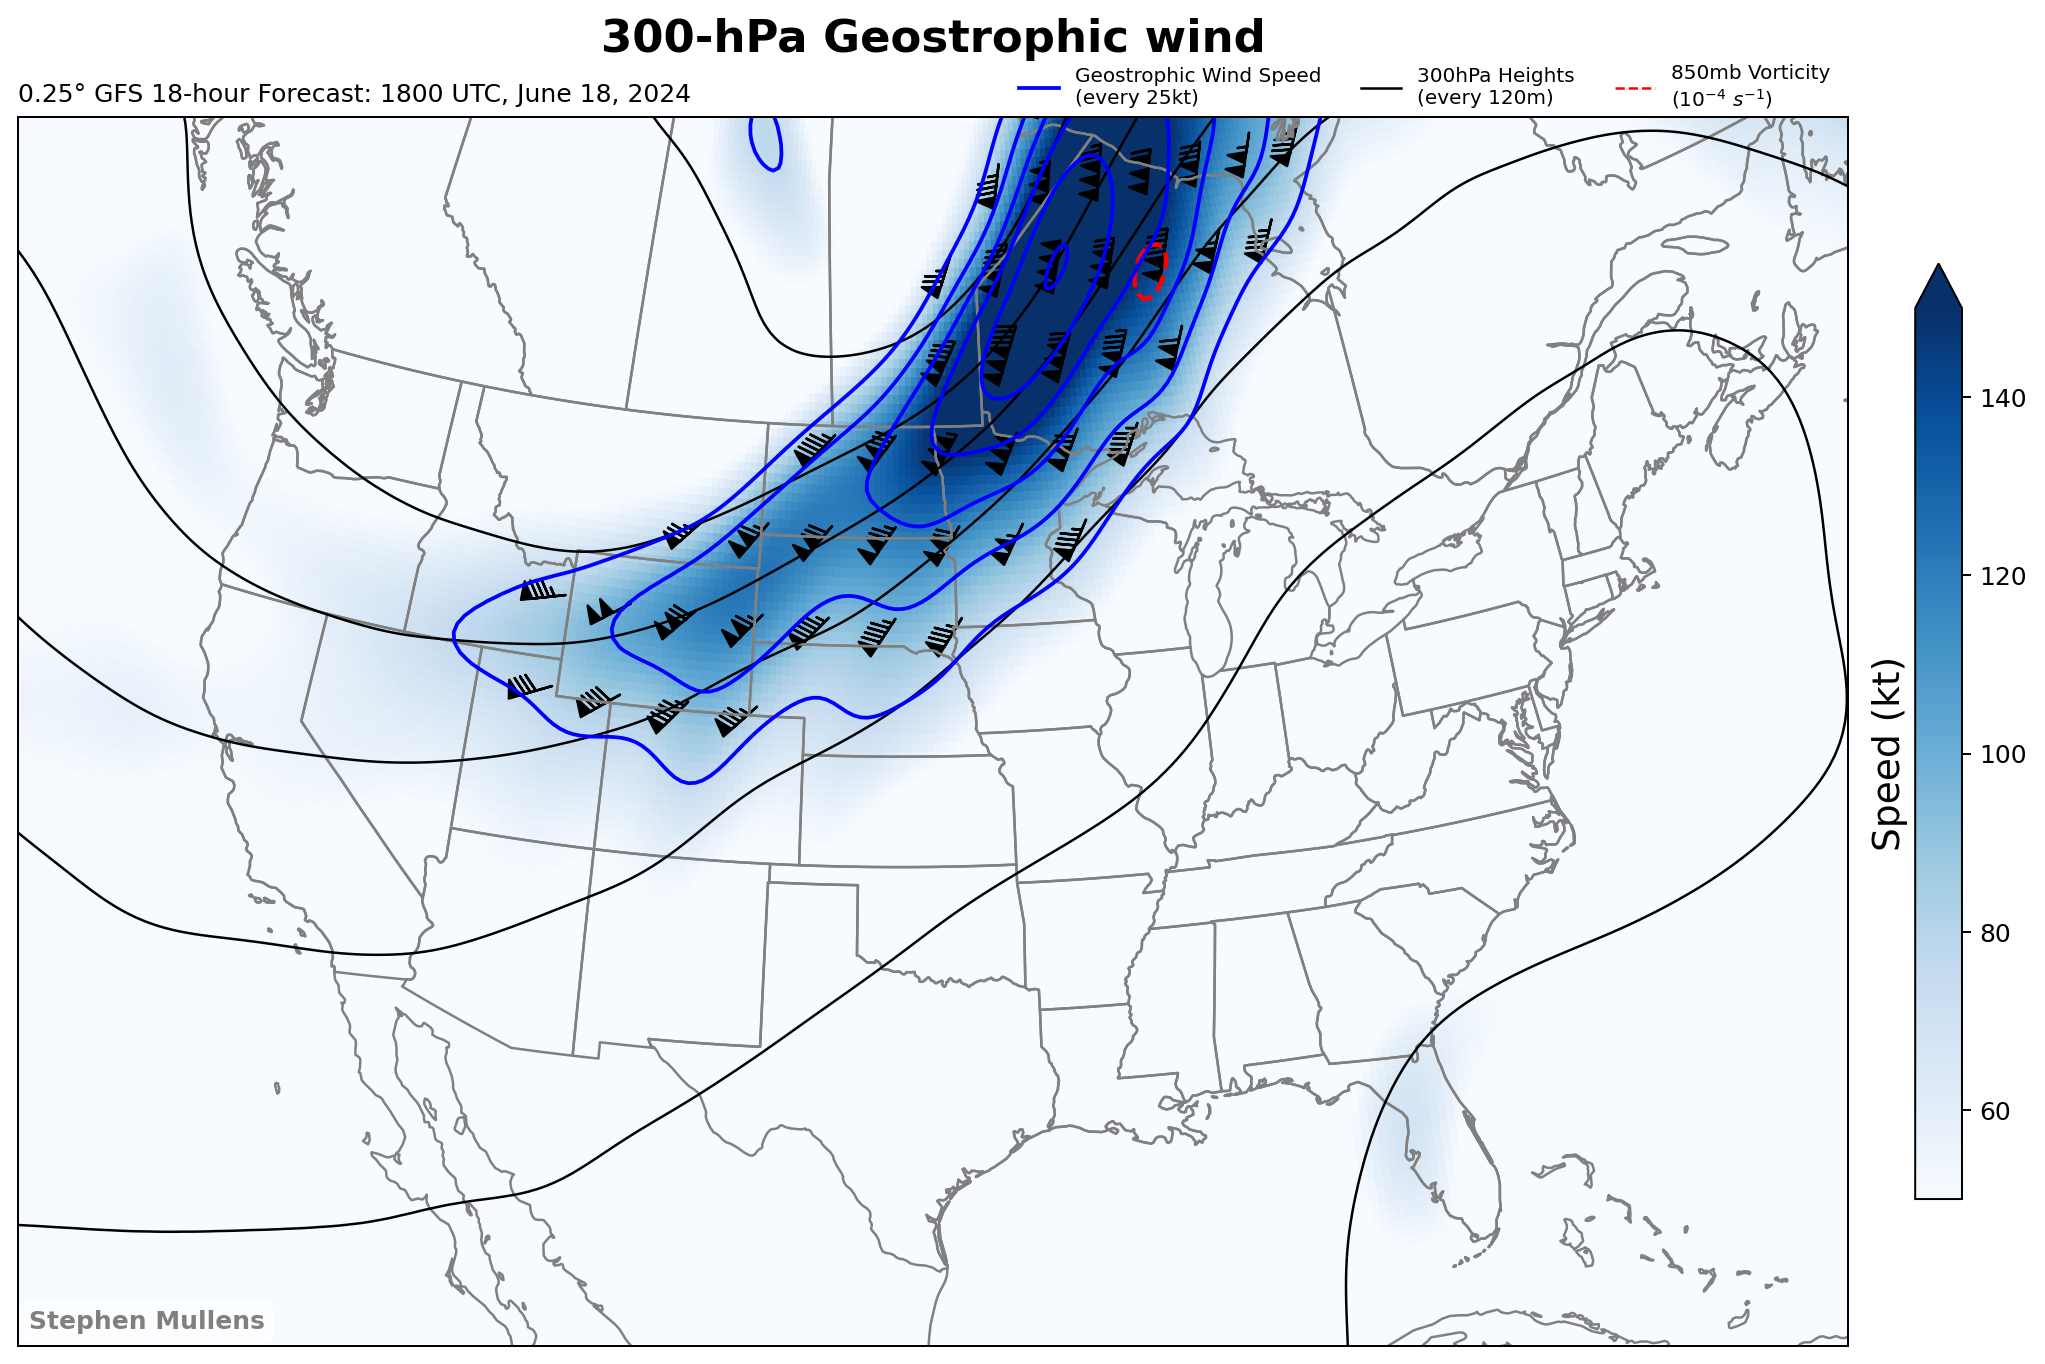 300-hPa Geostrophic wind
0.25° GFS 18-hour Forecast: 1800 UTC, June 18, 2024
Geostrophic Wind Speed
(every 25kt)
300hPa Heights
(every 120m)
850mb Vorticity
(10⁻⁴ s⁻¹)
140
120
100
80
60
Speed (kt)
Stephen Mullens